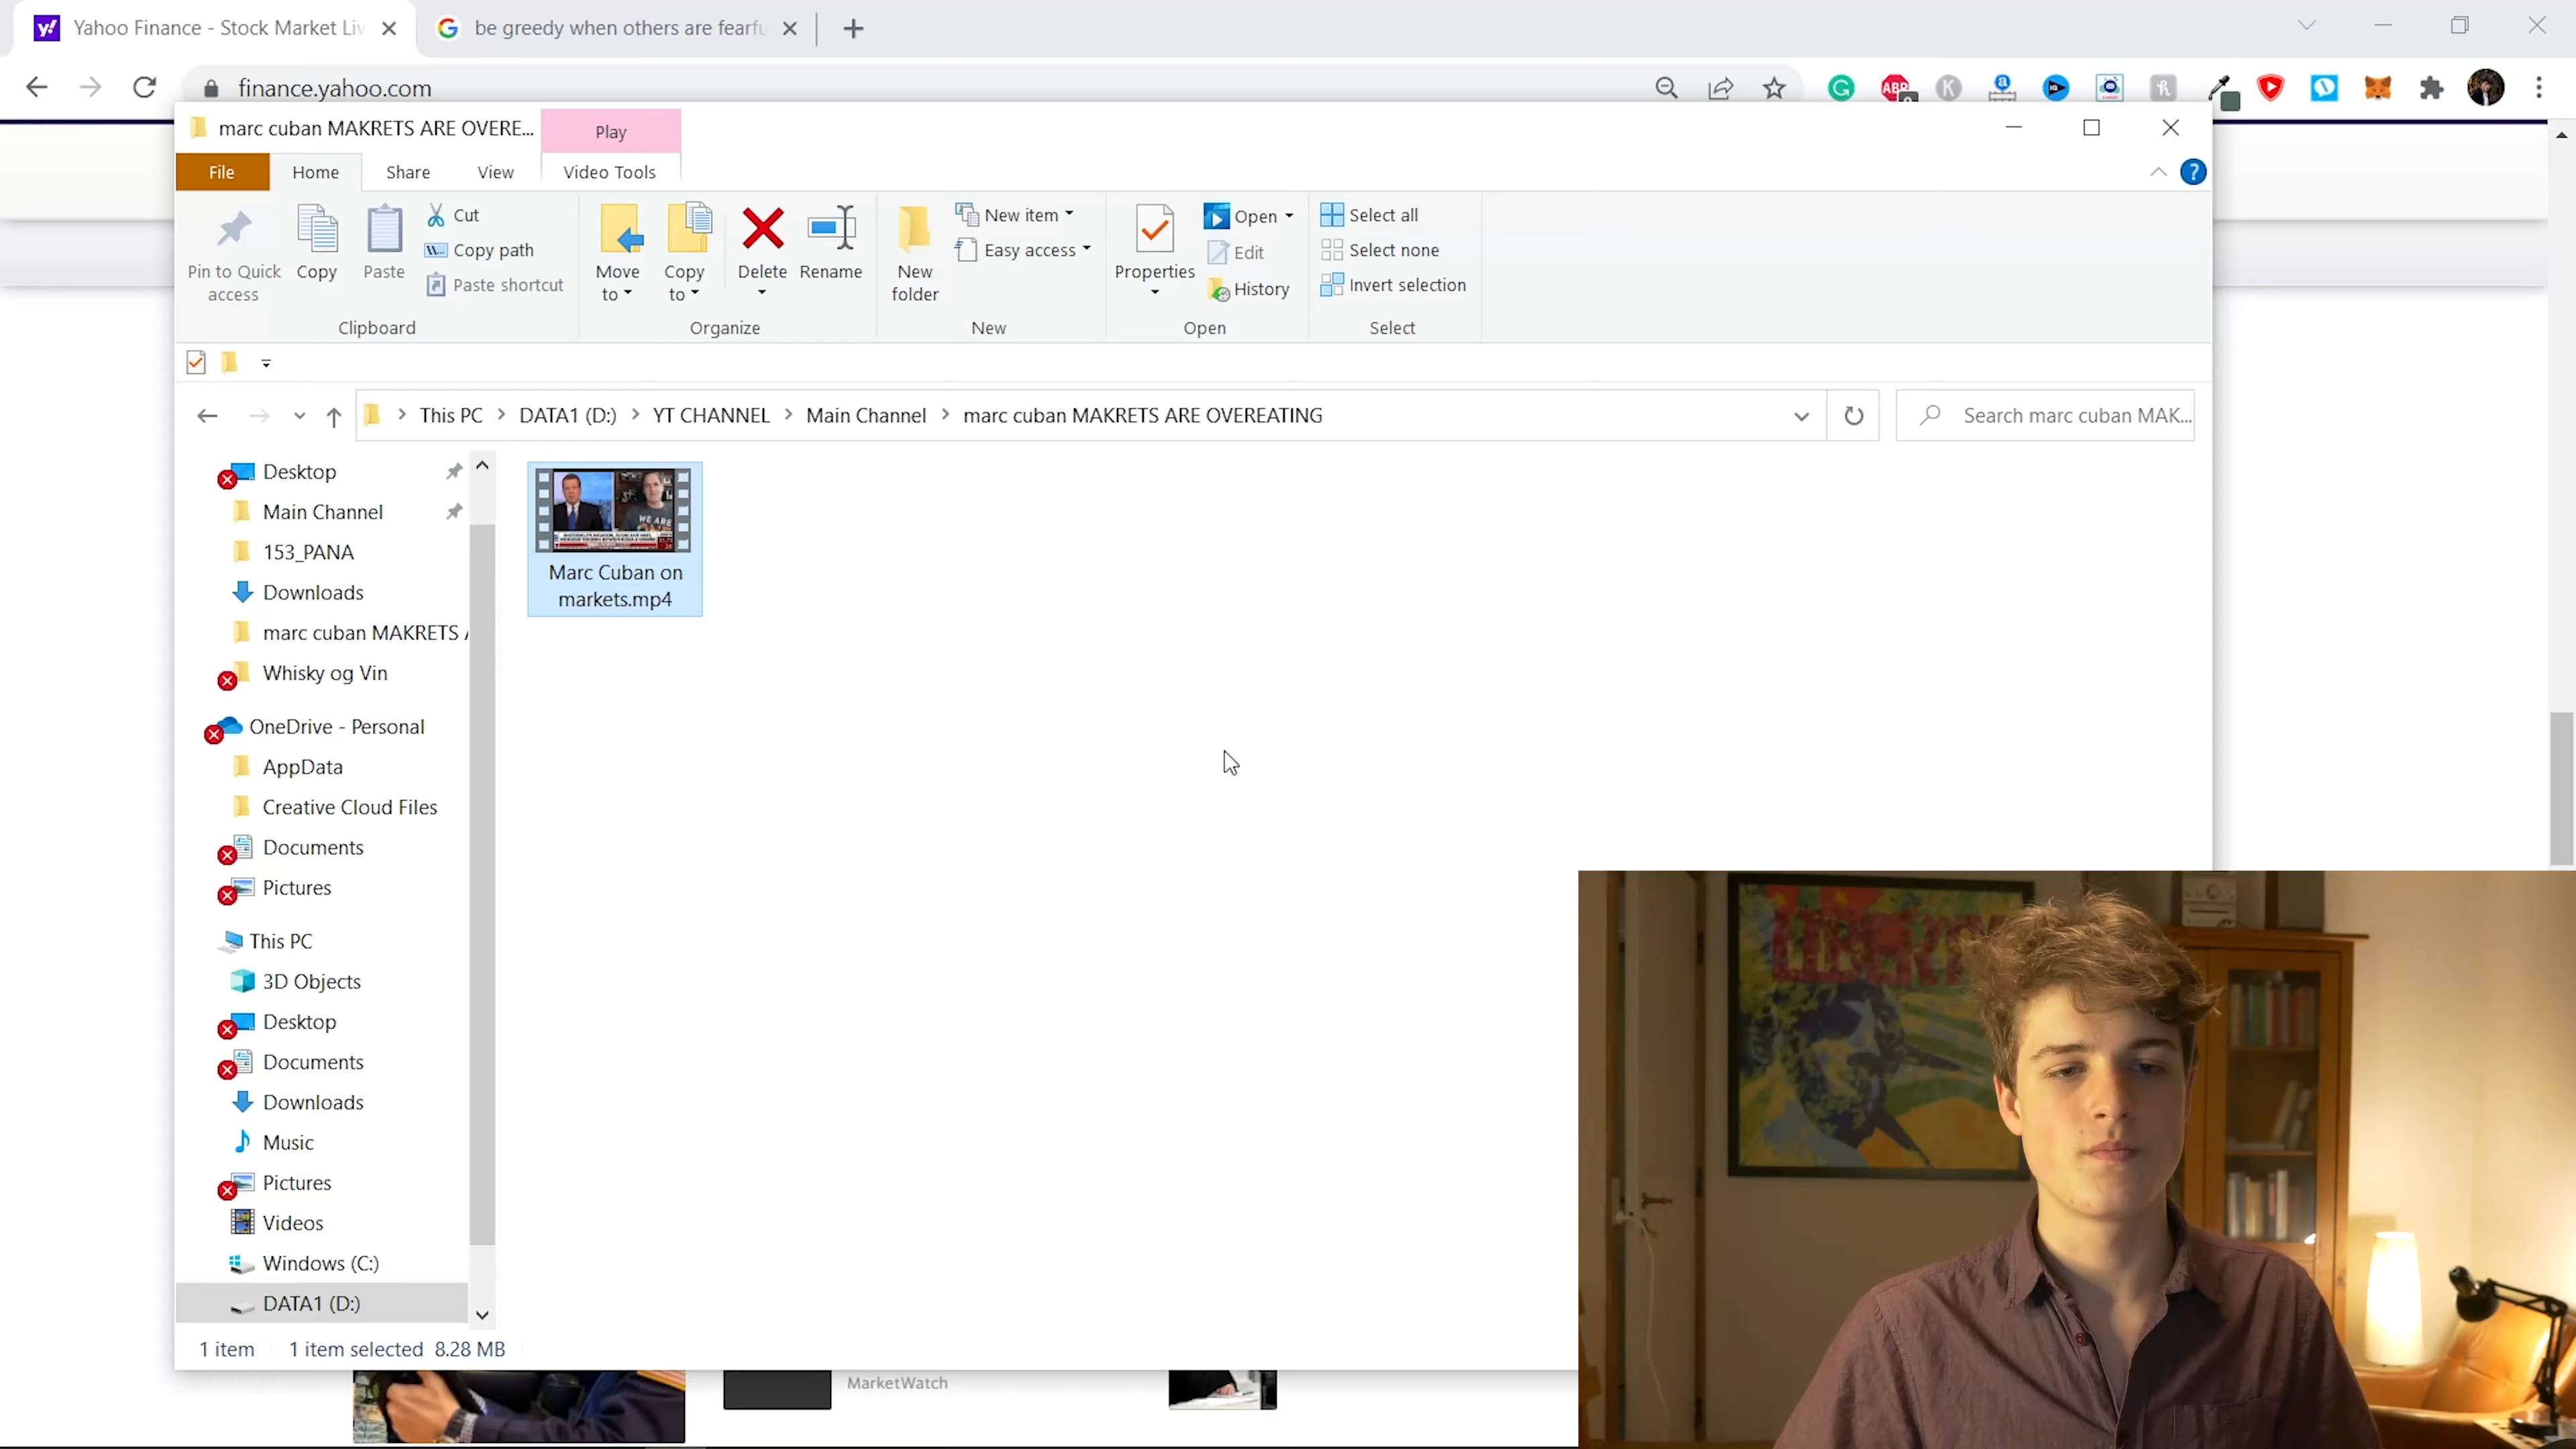 Yahoo Finance - Stock Market Liv
be greedy when others are fearfu
finance.yahoo.com
ABP
marc cuban MAKRETS ARE OVERE...
Play
File
Home
Share
View
Video Tools
Pin to Quick
access
Copy
Paste
Cut
Copy path
Paste shortcut
Clipboard
Move
to
Copy
to
Delete
Rename
Organize
New
folder
New item
Easy access
New
Properties
Open
Edit
History
Open
Select all
Select none
Invert selection
Select
This PC
DATA1 (D:)
YT CHANNEL
Main Channel
marc cuban MAKRETS ARE OVEREATING
Search marc cuban MAK...
Desktop
Main Channel
153_PANA
Downloads
marc cuban MAKRETS A
Whisky og Vin
OneDrive - Personal
AppData
Creative Cloud Files
Documents
Pictures
This PC
3D Objects
Desktop
Documents
Downloads
Music
Pictures
Videos
Windows (C:)
DATA1 (D:)
WE ARE
Marc Cuban on
markets.mp4
1 item
1 item selected 8.28 MB
MarketWatch